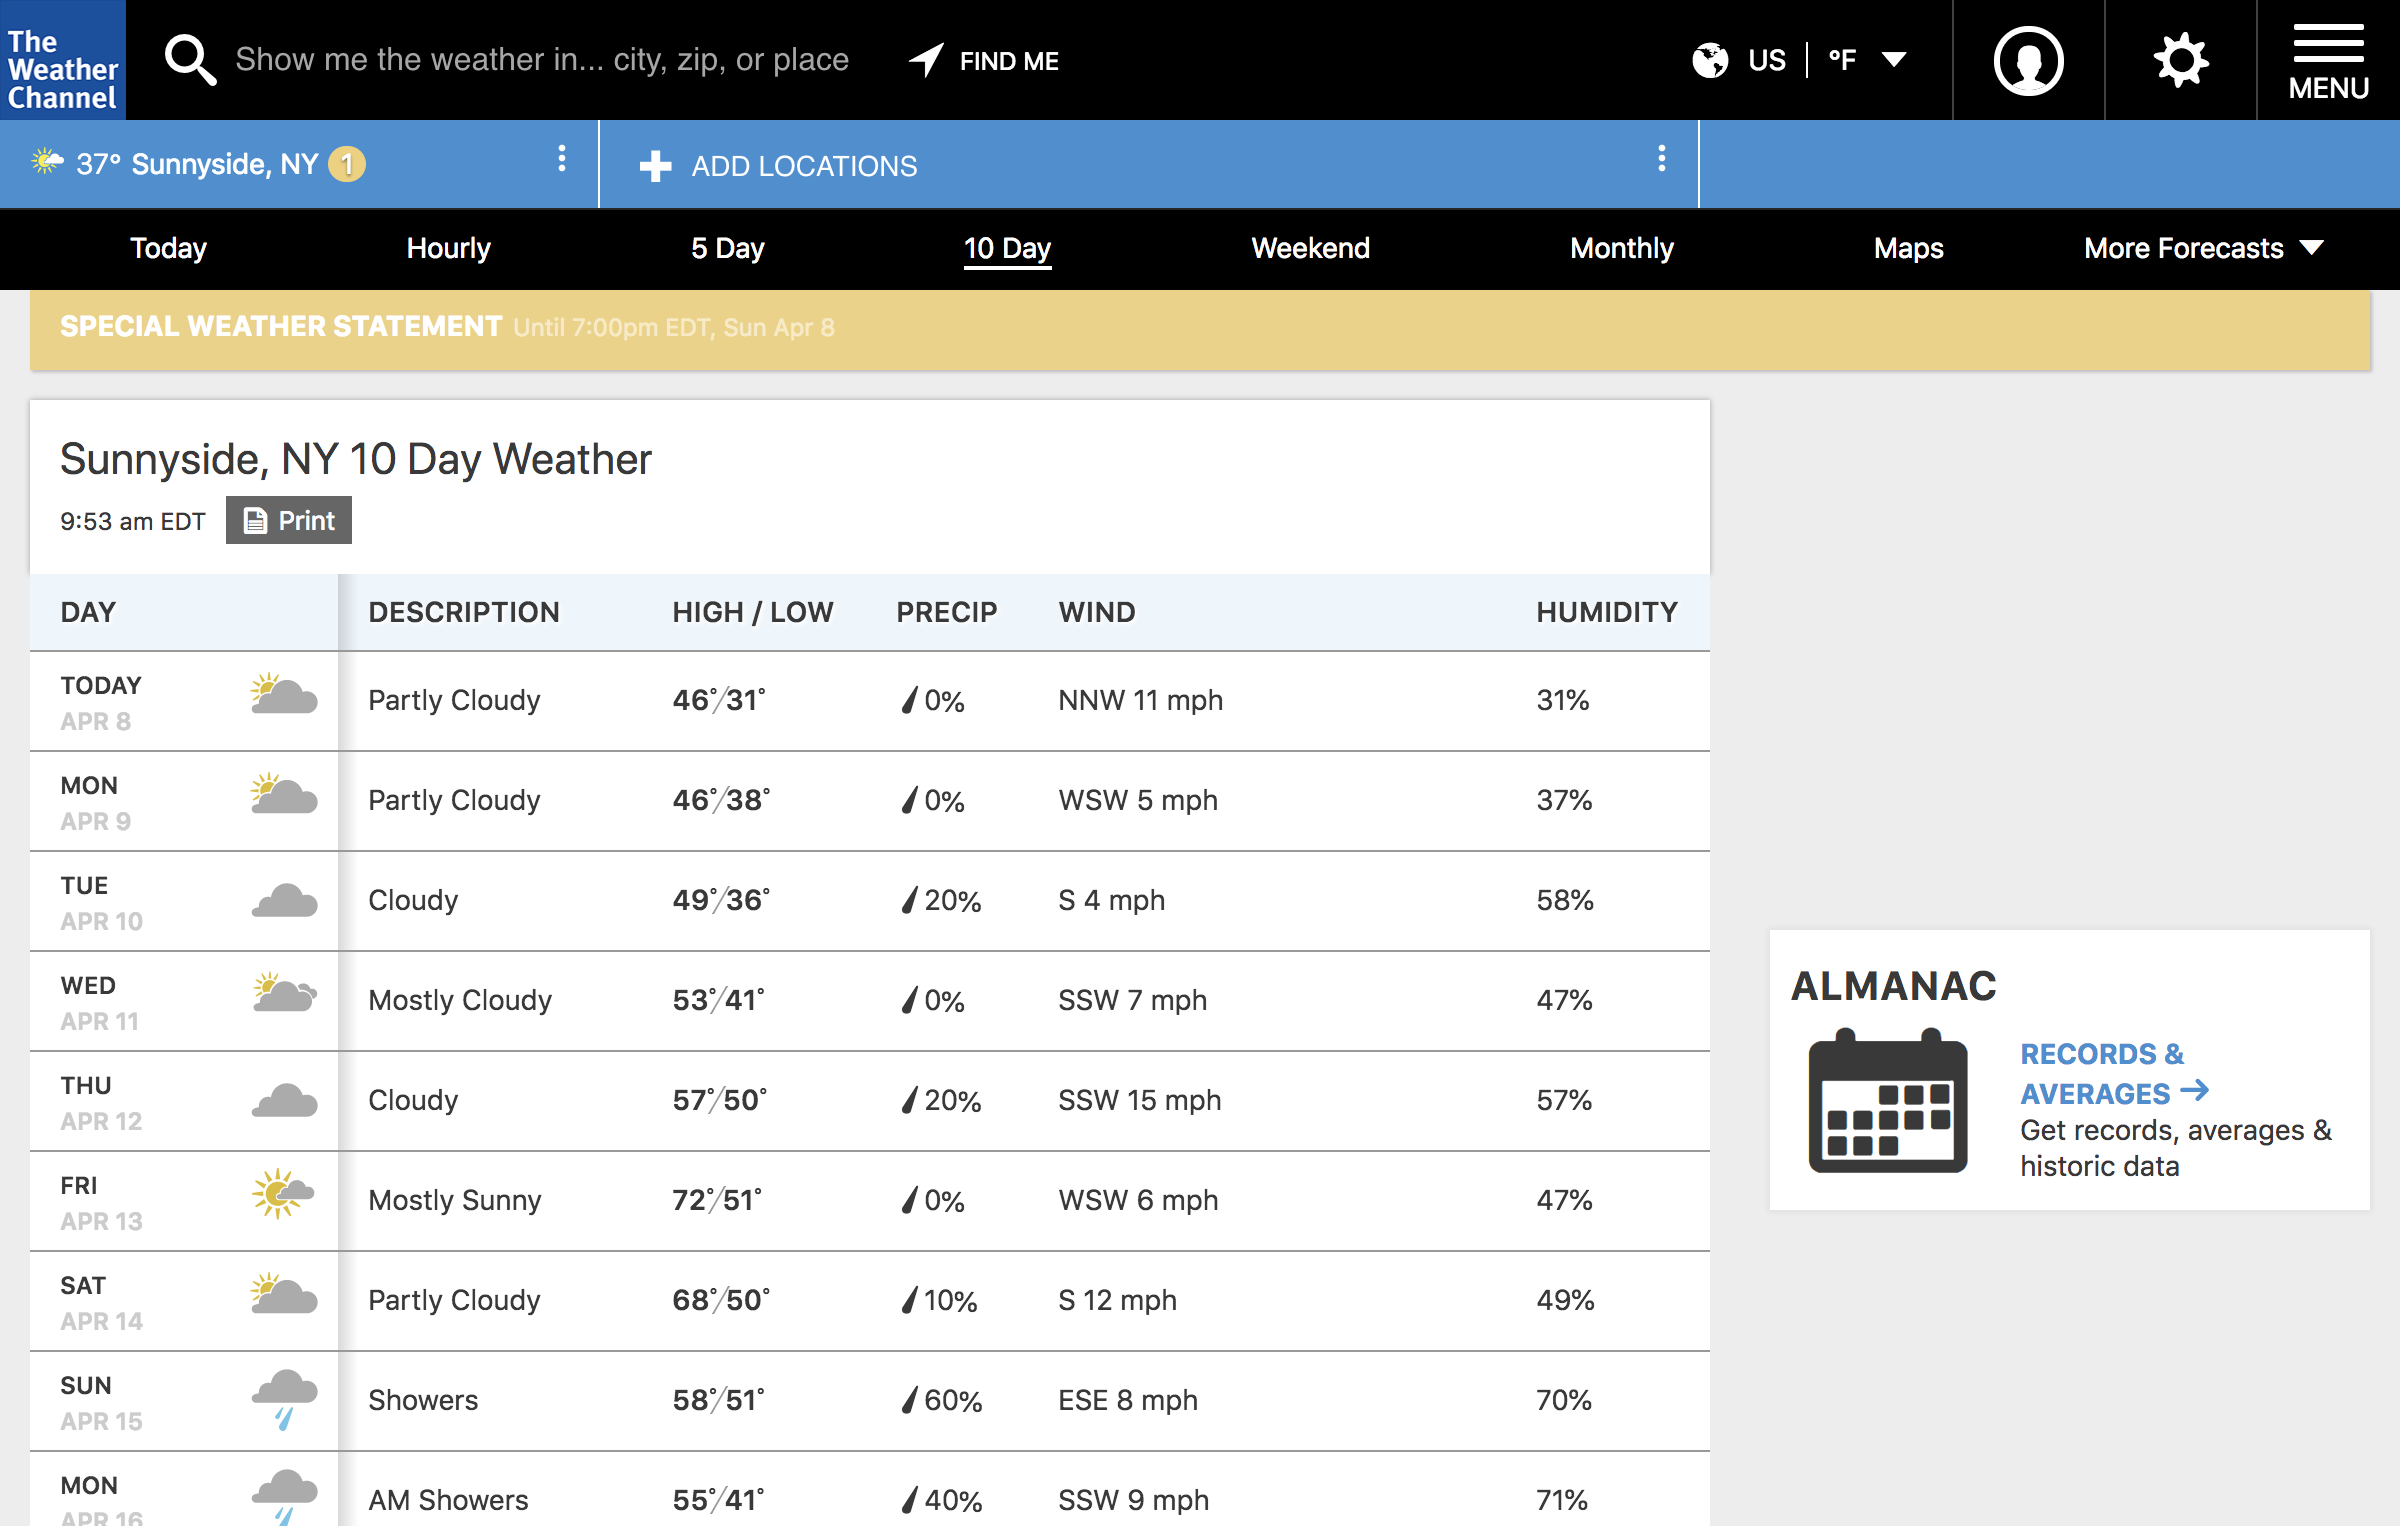 The
Weather
Channel
Show me the weather in... city, zip, or place
FIND ME
US
°F
MENU
37° Sunnyside, NY 1
ADD LOCATIONS
Today Hourly 5 Day 10 Day Weekend Monthly Maps More Forecasts
SPECIAL WEATHER STATEMENT Until 7:00pm EDT, Sun Apr 8
Sunnyside, NY 10 Day Weather
9:53 am EDT Print
DAY DESCRIPTION HIGH / LOW PRECIP WIND HUMIDITY
TODAY
APR 8
Partly Cloudy 46°/31° 0% NNW 11 mph 31%
MON
APR 9
Partly Cloudy 46°/38° 0% WSW 5 mph 37%
TUE
APR 10
Cloudy 49°/36° 20% S 4 mph 58%
WED
APR 11
Mostly Cloudy 53°/41° 0% SSW 7 mph 47%
THU
APR 12
Cloudy 57°/50° 20% SSW 15 mph 57%
FRI
APR 13
Mostly Sunny 72°/51° 0% WSW 6 mph 47%
SAT
APR 14
Partly Cloudy 68°/50° 10% S 12 mph 49%
SUN
APR 15
Showers 58°/51° 60% ESE 8 mph 70%
MON
APR 16
AM Showers 55°/41° 40% SSW 9 mph 71%
ALMANAC
RECORDS &
AVERAGES
Get records, averages &
historic data